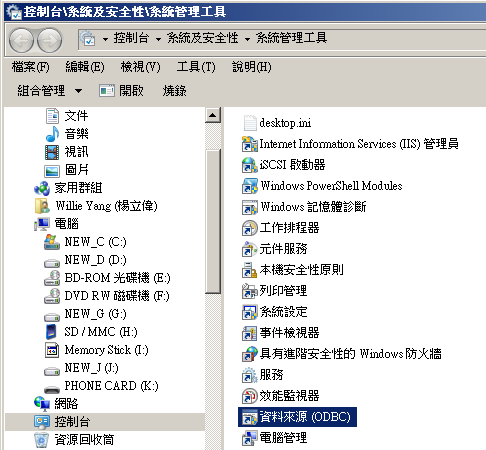 控制台\系統及安全性\系統管理工具
控制台 系統及安全性 系統管理工具
檔案(F) 編輯(E) 檢視(V) 工具(T) 說明(H)
組合管理 開啟 燒錄
文件
音樂
視訊
圖片
家用群組
Willie Yang (楊立偉)
電腦
NEW_C (C:)
NEW_D (D:)
BD-ROM 光碟機 (E:)
DVD RW 磁碟機 (F:)
NEW_G (G:)
SD / MMC (H:)
Memory Stick (I:)
NEW_J (J:)
PHONE CARD (K:)
網路
控制台
資源回收筒
desktop.ini
Internet Information Services (IIS) 管理員
iSCSI 啟動器
Windows PowerShell Modules
Windows 記憶體診斷
工作排程器
元件服務
本機安全性原則
列印管理
系統設定
事件檢視器
具有進階安全性的 Windows 防火牆
服務
效能監視器
資料來源 (ODBC)
電腦管理